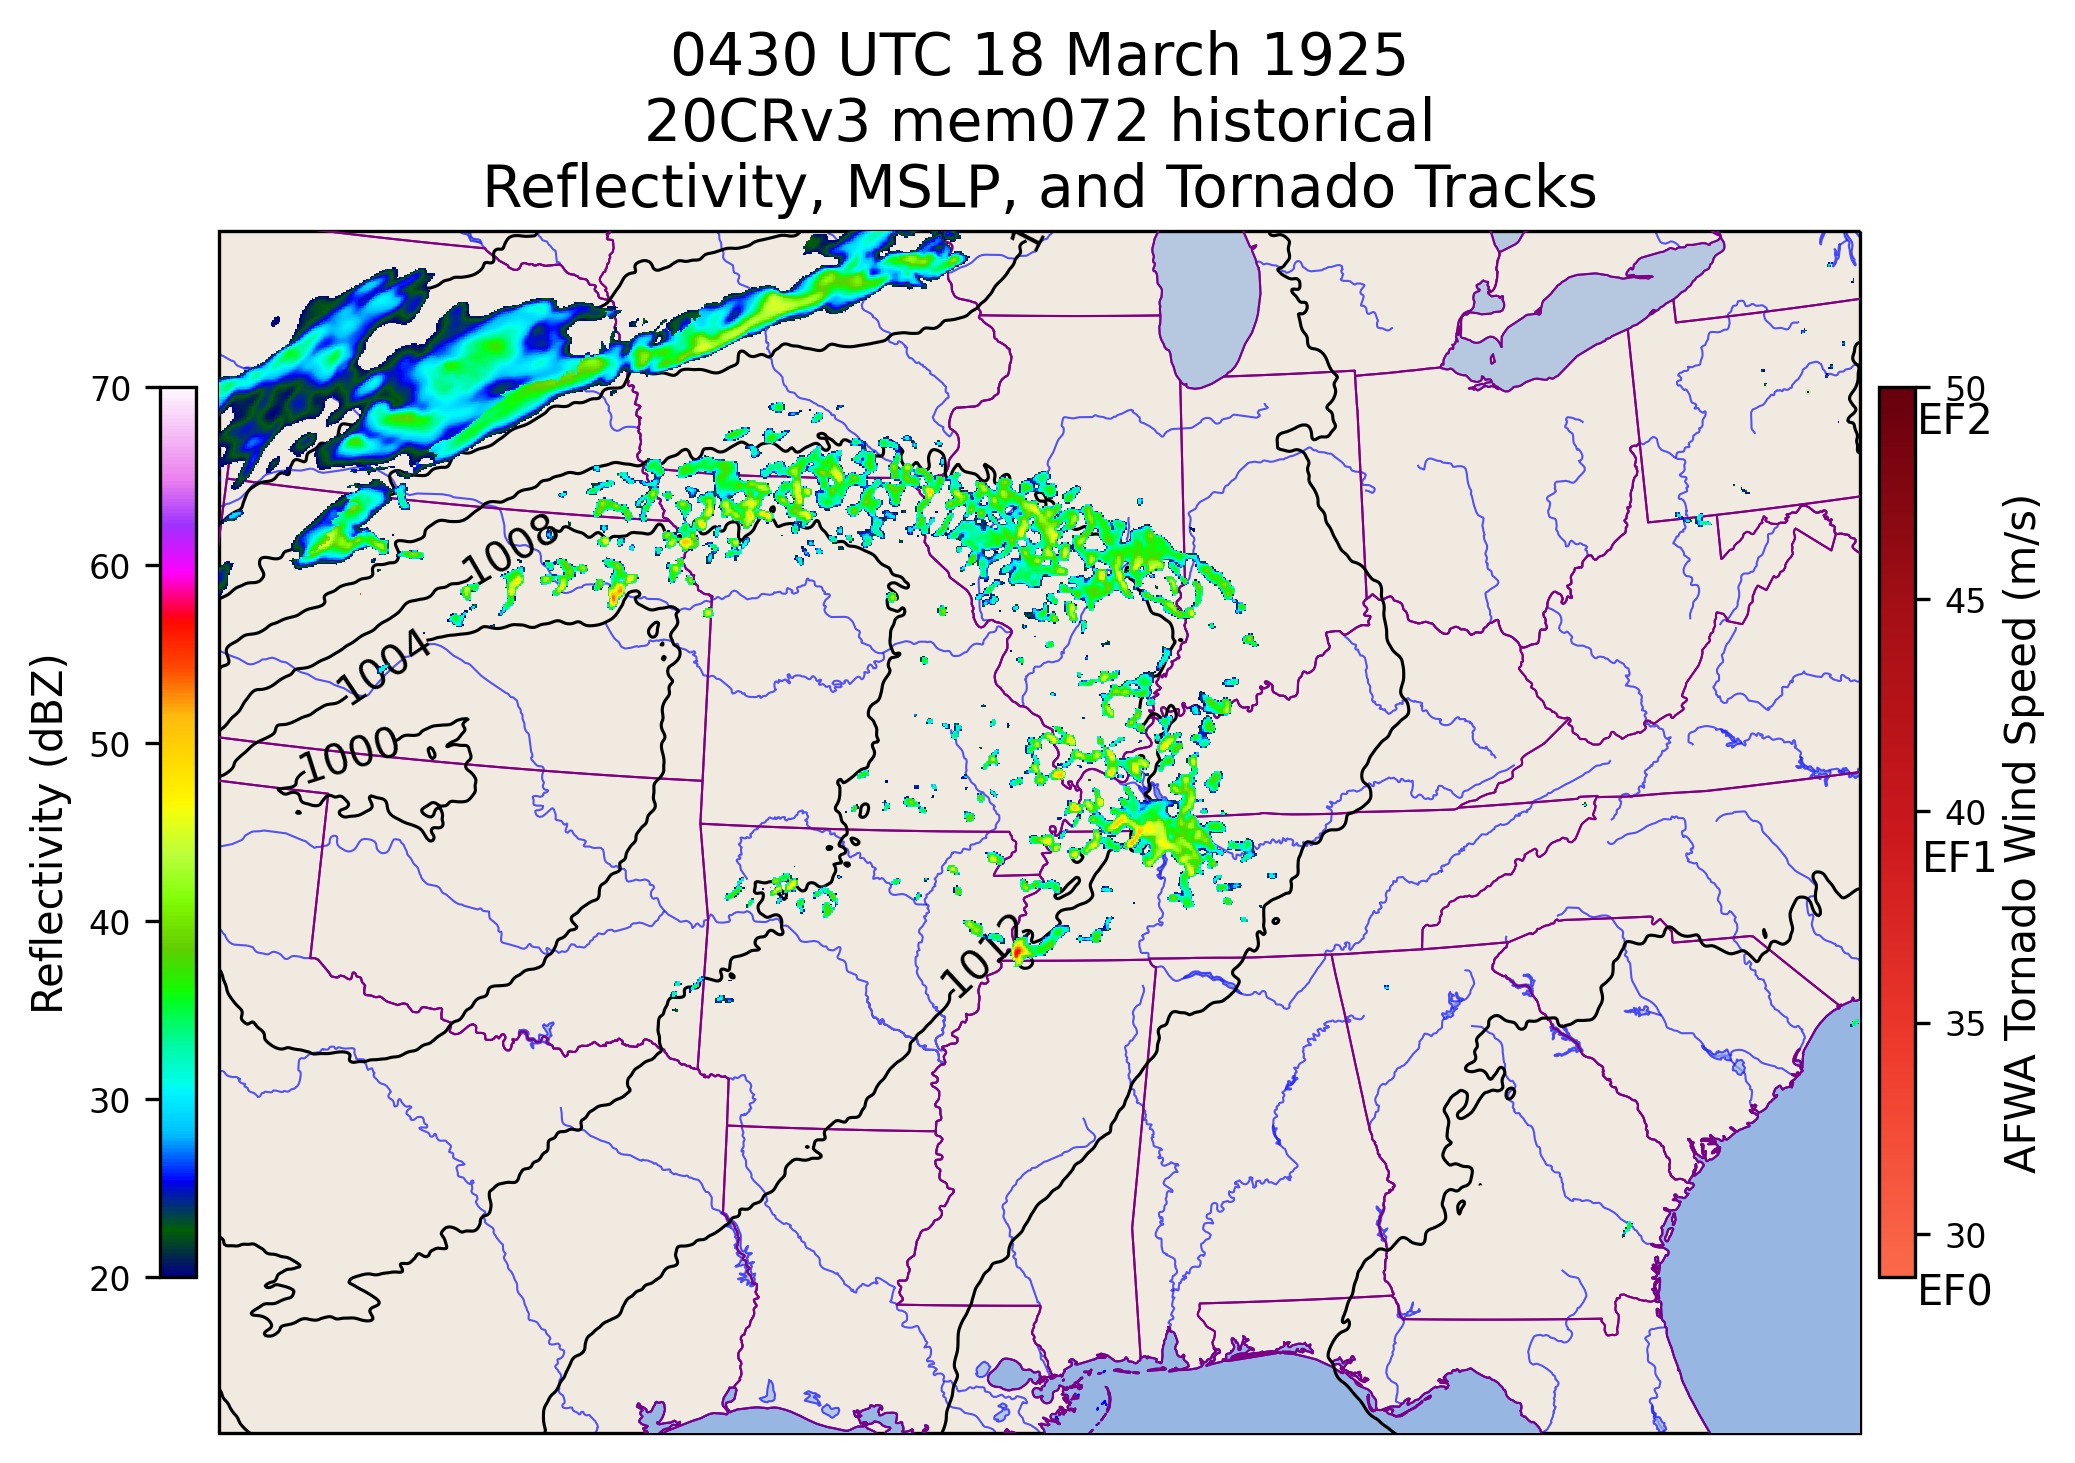 0430 UTC 18 March 1925
20CRv3 mem072 historical
Reflectivity, MSLP, and Tornado Tracks
70
60
50
40
30
20
Reflectivity (dBZ)
1008
1004
1000
1012
50
EF2
45
40
EF1
35
30
EF0
AFWA Tornado Wind Speed (m/s)